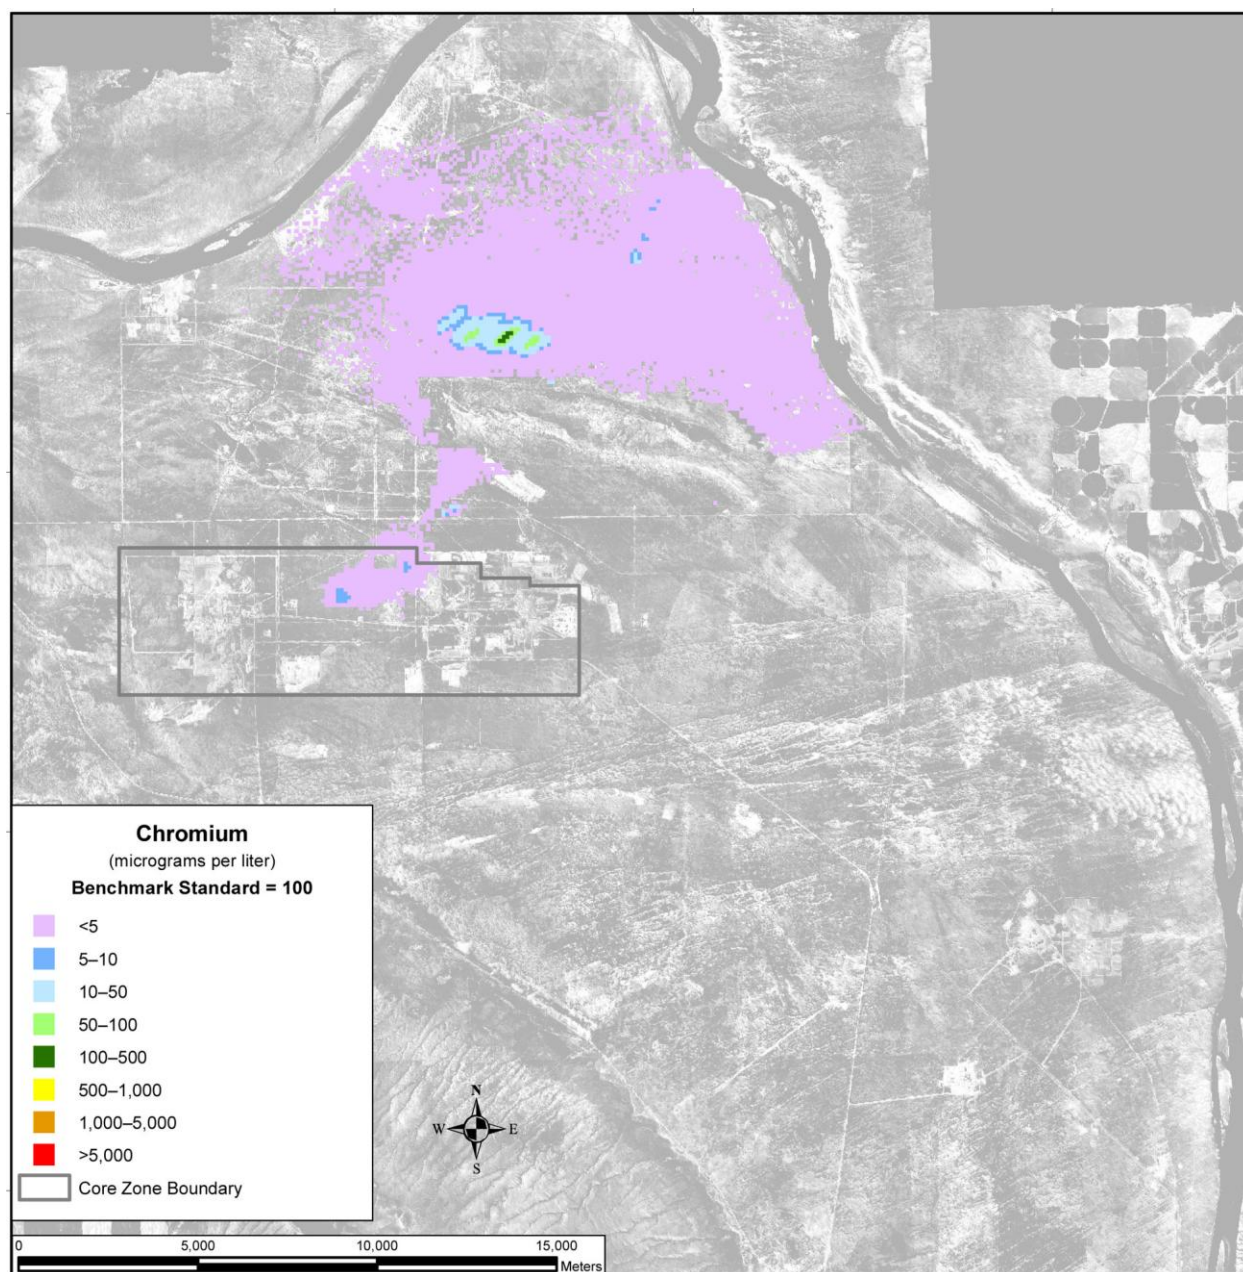 Chromium
(micrograms per liter)
Benchmark Standard = 100
<5
5–10
10–50
50–100
100–500
500–1,000
1,000–5,000
>5,000
Core Zone Boundary
N
W E
S
0 5,000 10,000 15,000
Meters